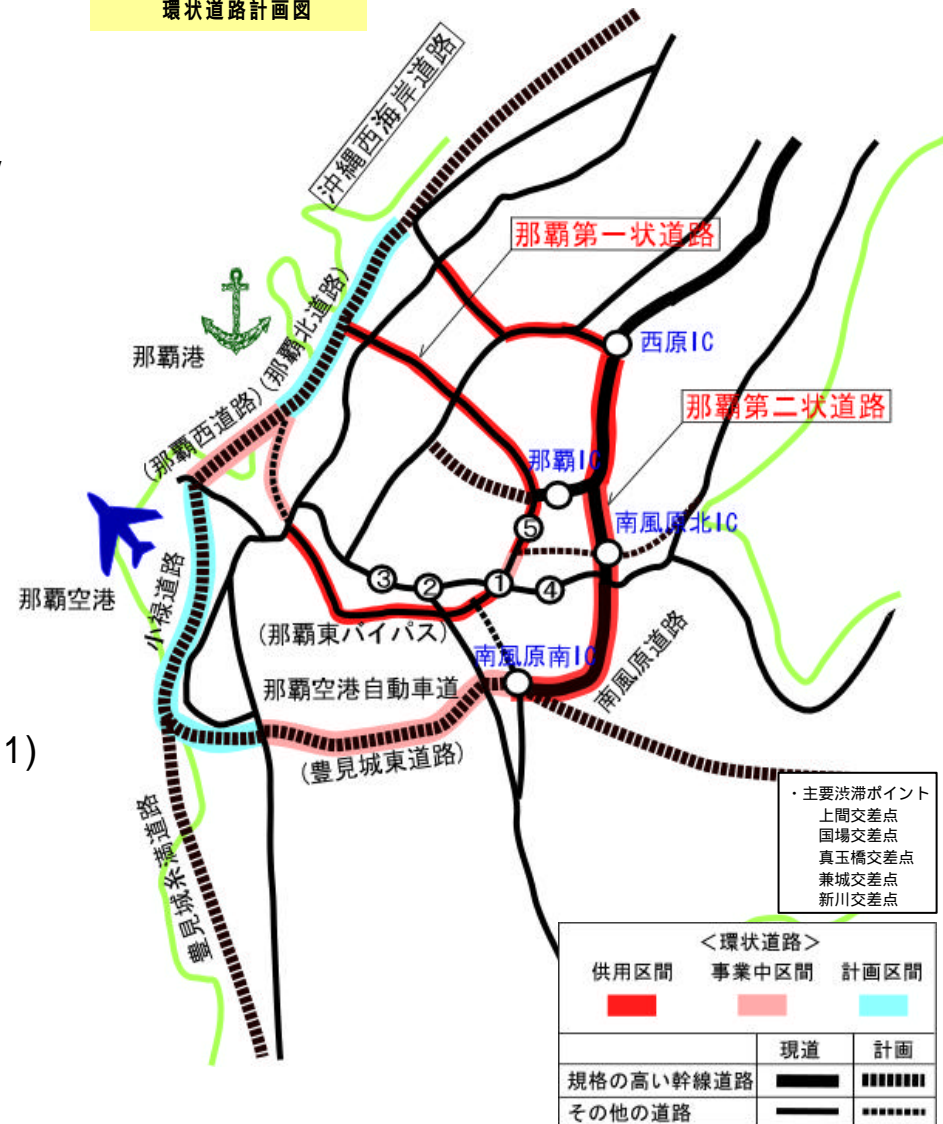 環状道路計画図
沖縄西海岸道路
那覇第一状道路
(那覇北道路)
那覇港
西原IC
(那覇西道路)
那覇第二状道路
那覇IC
南風原北IC
⑤
③
②
①
④
那覇空港
小禄道路
(那覇東バイパス)
南風原南IC
南風原道路
那覇空港自動車道
(豊見城東道路)
1)
豊見城糸満道路
・主要渋滞ポイント
上間交差点
国場交差点
真玉橋交差点
兼城交差点
新川交差点
<環状道路>
供用区間 事業中区間 計画区間
現道 計画
規格の高い幹線道路
その他の道路